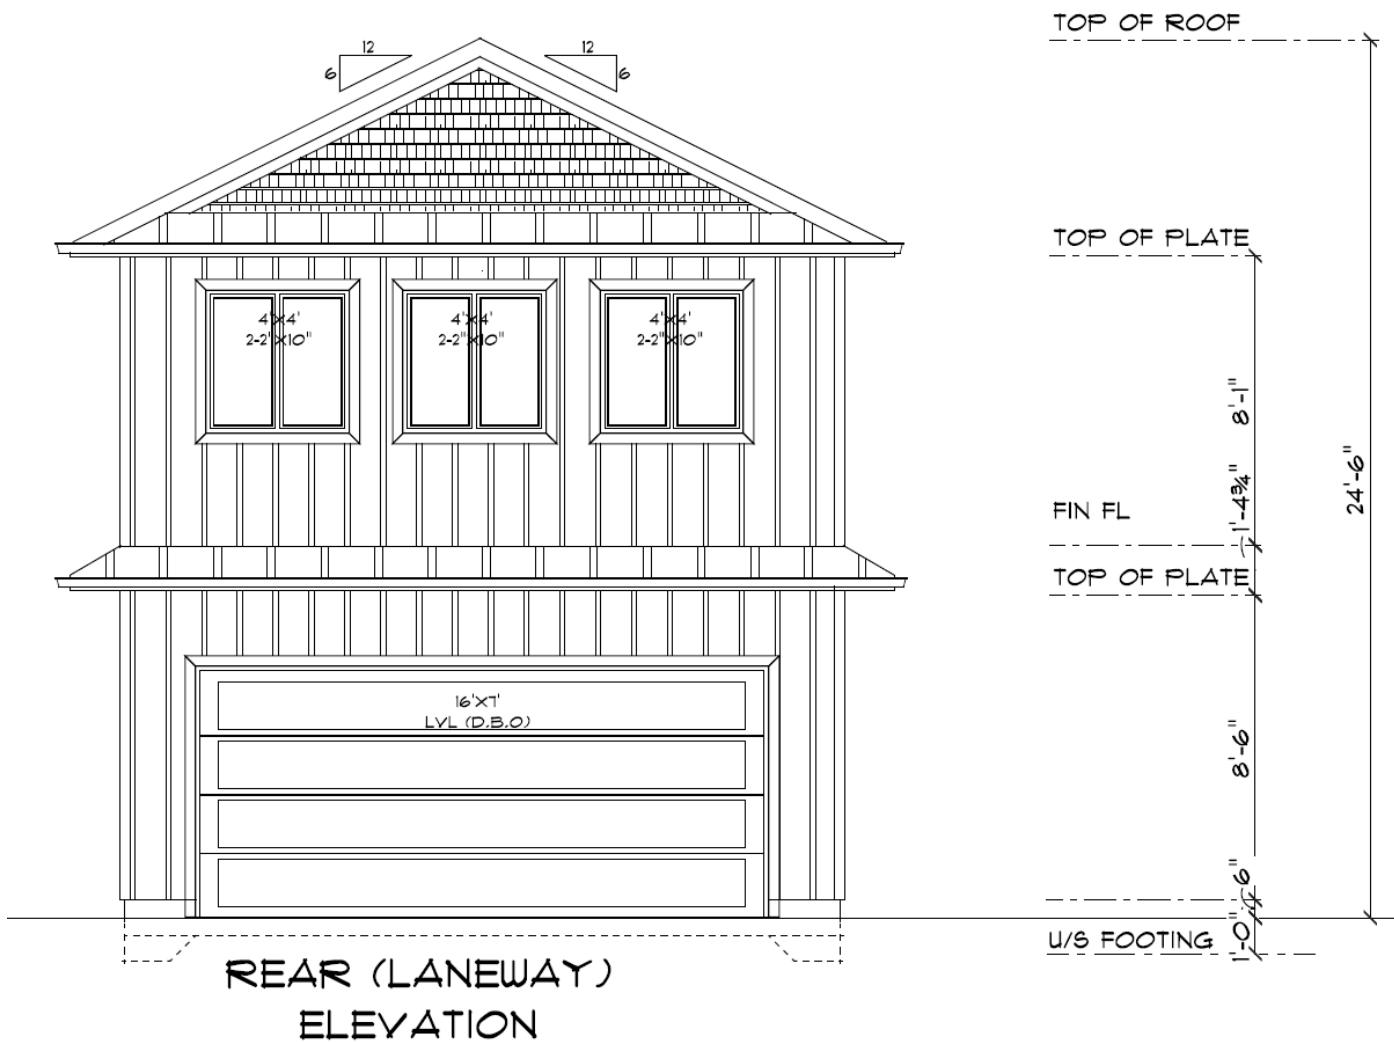 TOP OF ROOF
12
12
6
6
TOP OF PLATE
4'X4'
4'X4'
4'X4'
2-2"X10"
2-2"X10"
2-2"X10"
8'-1"
24'-6"
1'-4¾"
FIN FL
TOP OF PLATE
16'X7'
LVL (D.B.O)
8'-6"
6"
1'-0"
U/S FOOTING
REAR (LANEWAY)
ELEVATION